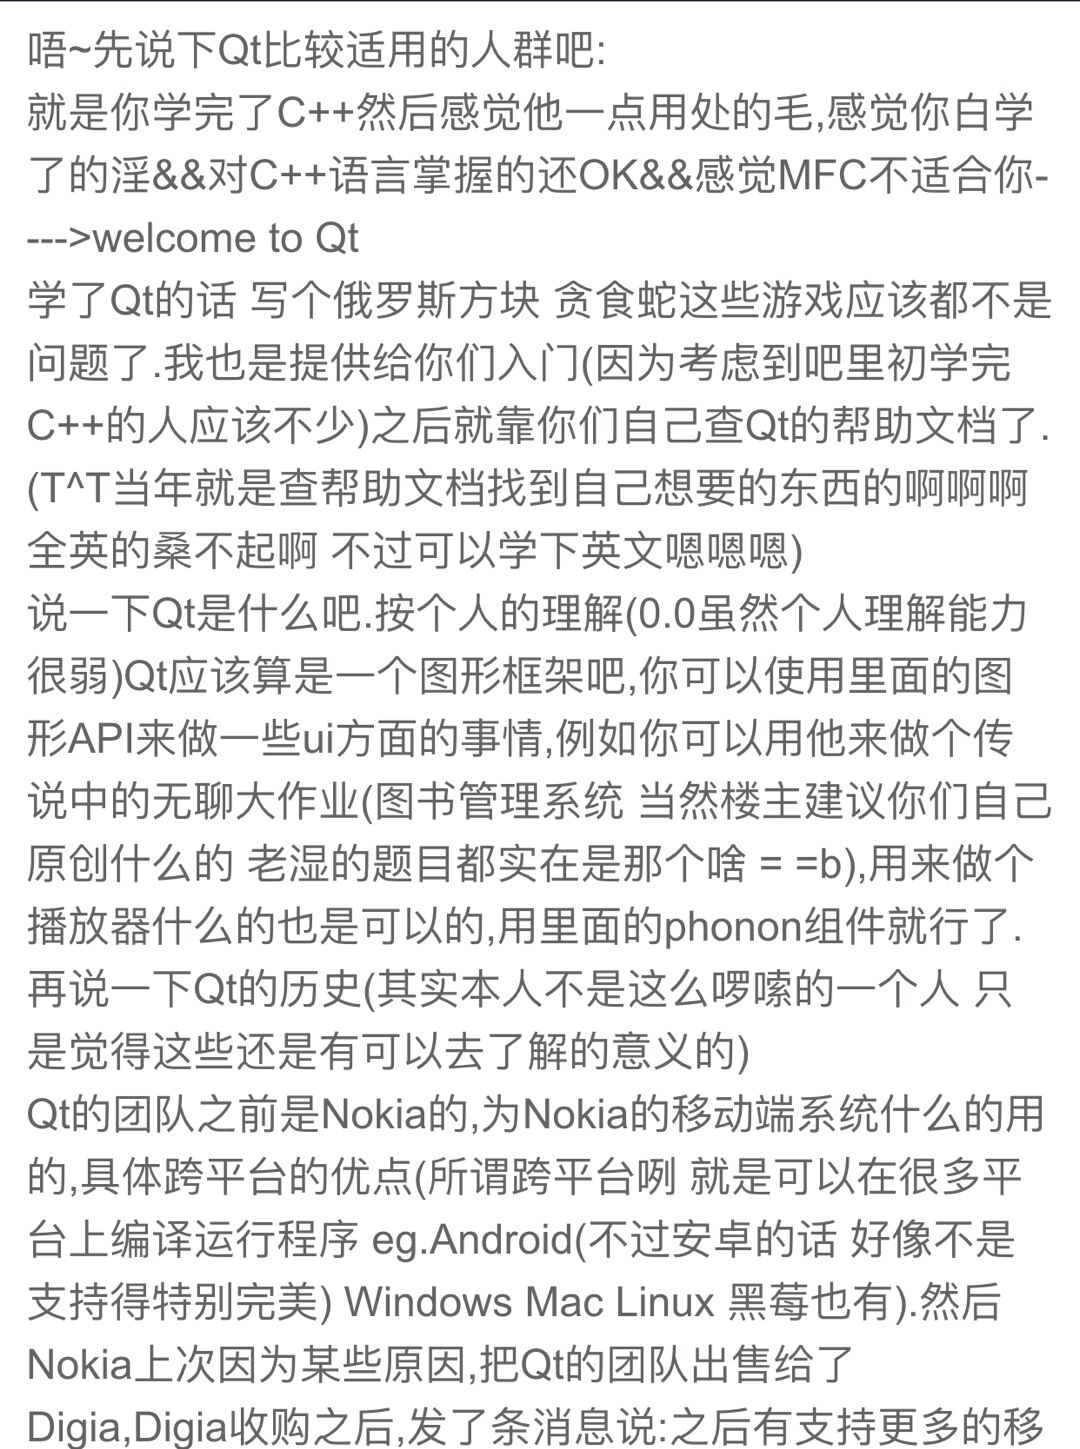 唔~先说下Qt比较适用的人群吧:
就是你学完了C++然后感觉他一点用处的毛,感觉你白学
了的淫&&对C++语言掌握的还OK&&感觉MFC不适合你-
--->welcome to Qt
学了Qt的话 写个俄罗斯方块 贪食蛇这些游戏应该都不是
问题了.我也是提供给你们入门(因为考虑到吧里初学完
C++的人应该不少)之后就靠你们自己查Qt的帮助文档了.
(T^T当年就是查帮助文档找到自己想要的东西的啊啊啊
全英的桑不起啊 不过可以学下英文嗯嗯嗯)
说一下Qt是什么吧.按个人的理解(0.0虽然个人理解能力
很弱)Qt应该算是一个图形框架吧,你可以使用里面的图
形API来做一些ui方面的事情,例如你可以用他来做个传
说中的无聊大作业(图书管理系统 当然楼主建议你们自己
原创什么的 老湿的题目都实在是那个啥 = =b),用来做个
播放器什么的也是可以的,用里面的phonon组件就行了.
再说一下Qt的历史(其实本人不是这么啰嗦的一个人 只
是觉得这些还是有可以去了解的意义的)
Qt的团队之前是Nokia的,为Nokia的移动端系统什么的用
的,具体跨平台的优点(所谓跨平台咧 就是可以在很多平
台上编译运行程序 eg.Android(不过安卓的话 好像不是
支持得特别完美) Windows Mac Linux 黑莓也有).然后
Nokia上次因为某些原因,把Qt的团队出售给了
Digia,Digia收购之后,发了条消息说:之后有支持更多的移